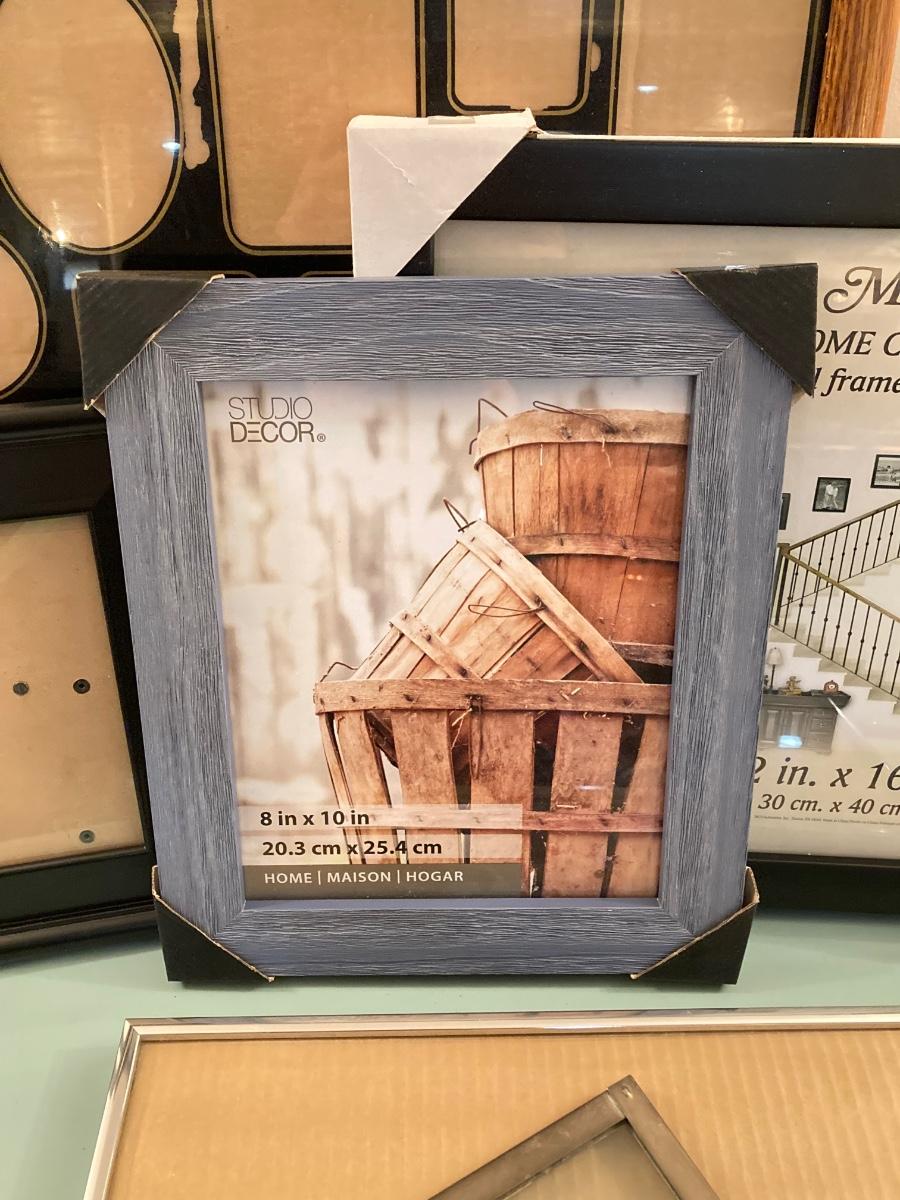 STUDIO
DECOR®
8 in x 10 in
20.3 cm x 25.4 cm
HOME | MAISON | HOGAR
M
OME C
frame
2 in. x 16
30 cm. x 40 cm